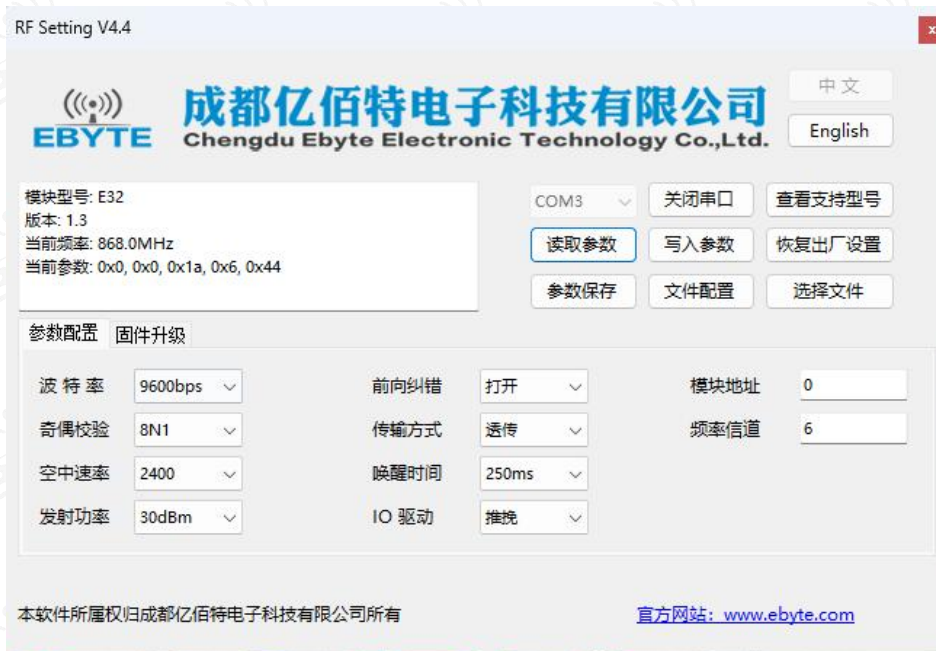 RF Setting V4.4
x
EBYTE
成都亿佰特电子科技有限公司
Chengdu Ebyte Electronic Technology Co.,Ltd.
中文
English
模块型号: E32
版本: 1.3
当前频率: 868.0MHz
当前参数: 0x0, 0x0, 0x1a, 0x6, 0x44
COM3 关闭串口 查看支持型号
读取参数 写入参数 恢复出厂设置
参数保存 文件配置 选择文件
参数配置 固件升级
波特率 9600bps 前向纠错 打开 模块地址 0
奇偶校验 8N1 传输方式 透传 频率信道 6
空中速率 2400 唤醒时间 250ms
发射功率 30dBm IO 驱动 推挽
本软件所属权归成都亿佰特电子科技有限公司所有 官方网站：www.ebyte.com